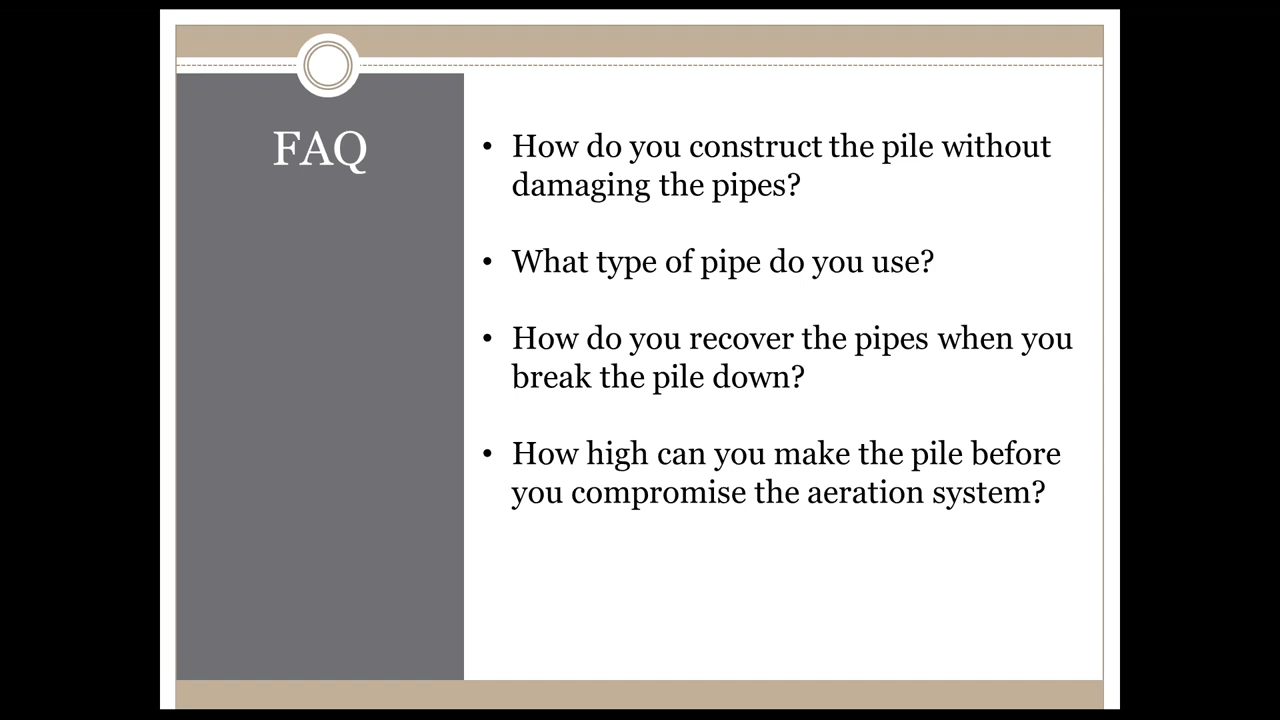 FAQ
• How do you construct the pile without
damaging the pipes?
• What type of pipe do you use?
• How do you recover the pipes when you
break the pile down?
• How high can you make the pile before
you compromise the aeration system?